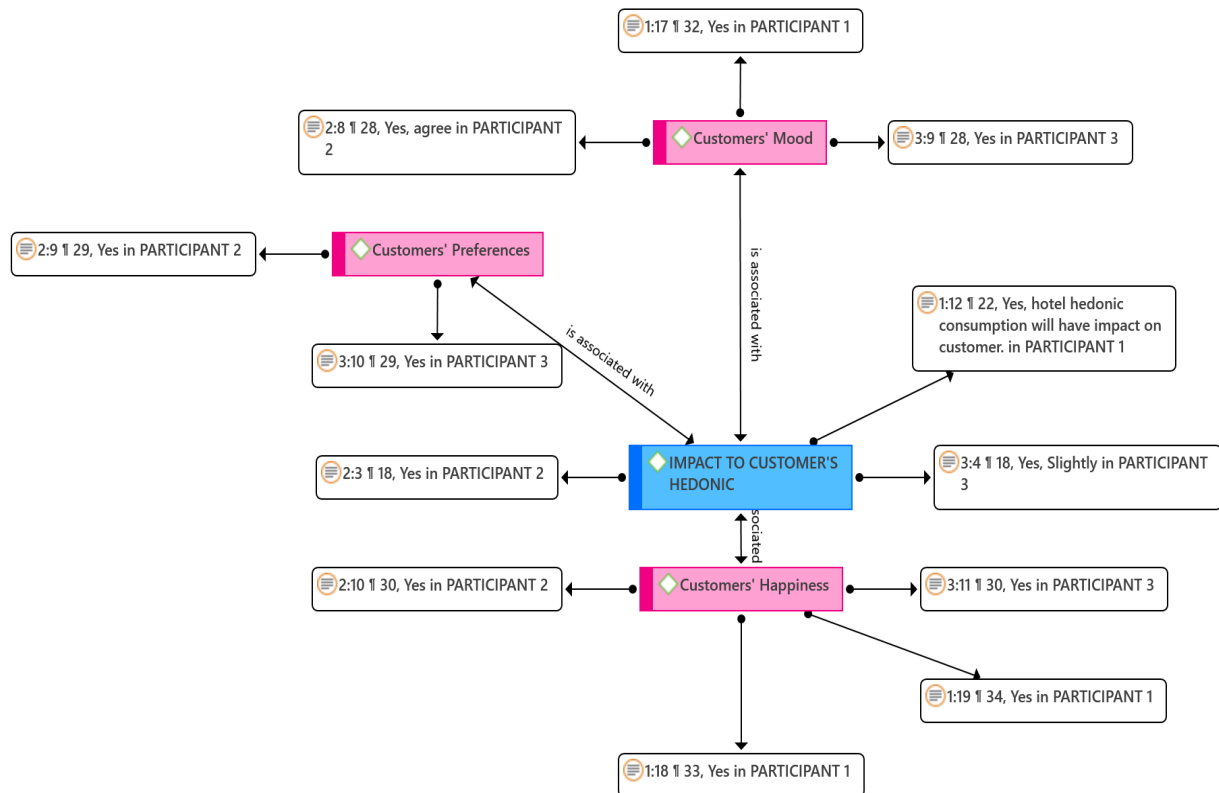 1:17 ¶ 32, Yes in PARTICIPANT 1
2:8 ¶ 28, Yes, agree in PARTICIPANT
2
Customers' Mood
3:9 ¶ 28, Yes in PARTICIPANT 3
2:9 ¶ 29, Yes in PARTICIPANT 2
Customers' Preferences
is associated with
is associated with
1:12 ¶ 22, Yes, hotel hedonic
consumption will have impact on
customer. in PARTICIPANT 1
3:10 ¶ 29, Yes in PARTICIPANT 3
2:3 ¶ 18, Yes in PARTICIPANT 2
IMPACT TO CUSTOMER'S
HEDONIC
3:4 ¶ 18, Yes, Slightly in PARTICIPANT
3
sociated
2:10 ¶ 30, Yes in PARTICIPANT 2
Customers' Happiness
3:11 ¶ 30, Yes in PARTICIPANT 3
1:19 ¶ 34, Yes in PARTICIPANT 1
1:18 ¶ 33, Yes in PARTICIPANT 1